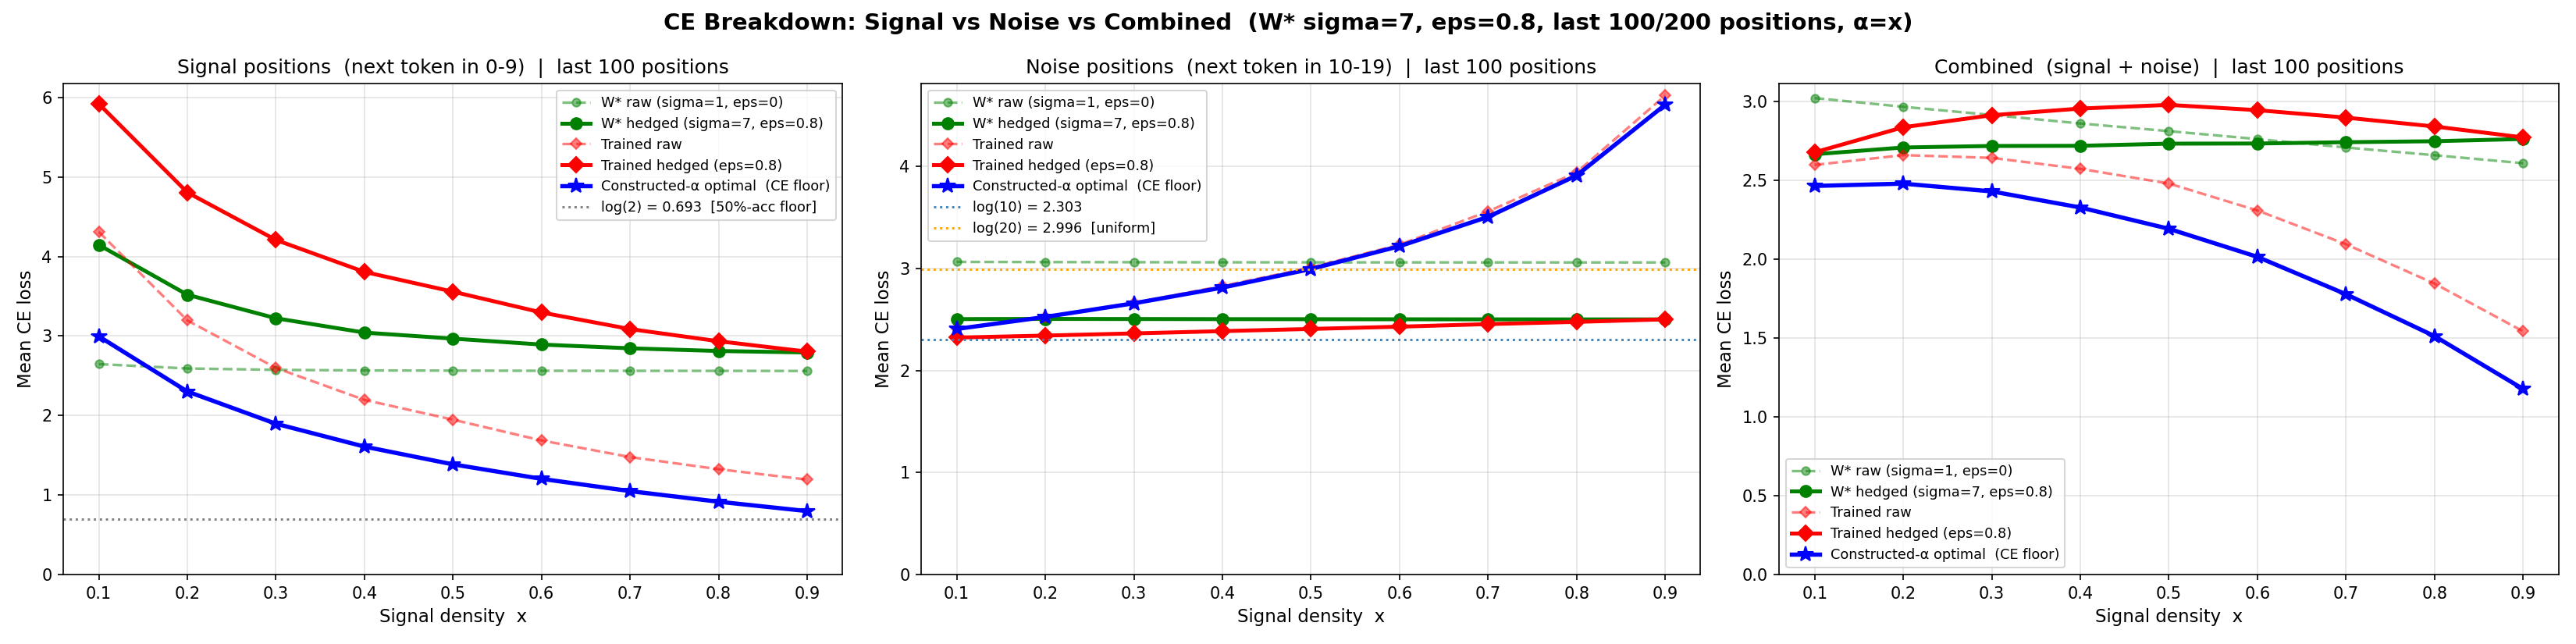 CE Breakdown: Signal vs Noise vs Combined  (W* sigma=7, eps=0.8, last 100/200 positions, α=x)
Signal positions  (next token in 0-9)  |  last 100 positions
Mean CE loss
6
5
4
3
2
1
0
W* raw (sigma=1, eps=0)
W* hedged (sigma=7, eps=0.8)
Trained raw
Trained hedged (eps=0.8)
Constructed-α optimal  (CE floor)
log(2) = 0.693  [50%-acc floor]
0.1 0.2 0.3 0.4 0.5 0.6 0.7 0.8 0.9
Signal density  x
Noise positions  (next token in 10-19)  |  last 100 positions
Mean CE loss
4
3
2
1
0
W* raw (sigma=1, eps=0)
W* hedged (sigma=7, eps=0.8)
Trained raw
Trained hedged (eps=0.8)
Constructed-α optimal  (CE floor)
log(10) = 2.303
log(20) = 2.996  [uniform]
0.1 0.2 0.3 0.4 0.5 0.6 0.7 0.8 0.9
Signal density  x
Combined  (signal + noise)  |  last 100 positions
Mean CE loss
3.0
2.5
2.0
1.5
1.0
0.5
0.0
W* raw (sigma=1, eps=0)
W* hedged (sigma=7, eps=0.8)
Trained raw
Trained hedged (eps=0.8)
Constructed-α optimal  (CE floor)
0.1 0.2 0.3 0.4 0.5 0.6 0.7 0.8 0.9
Signal density  x